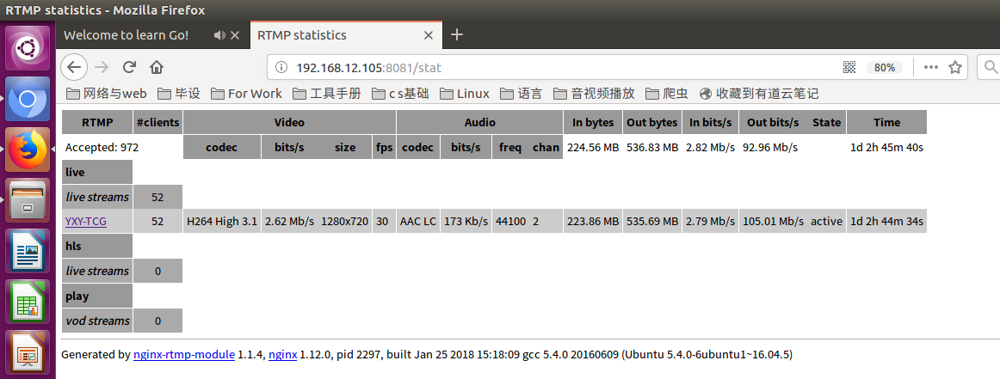 RTMP statistics - Mozilla Firefox
Welcome to learn Go! RTMP statistics
192.168.12.105:8081/stat 80%
网络与web 毕设 For Work 工具手册 c s基础 Linux 语言 音视频播放 爬虫 收藏到有道云笔记
RTMP #clients Video Audio In bytes Out bytes In bits/s Out bits/s State Time
Accepted: 972 codec bits/s size fps codec bits/s freq chan 224.56 MB 536.83 MB 2.82 Mb/s 92.96 Mb/s 1d 2h 45m 40s
live
live streams 52
YXY-TCG 52 H264 High 3.1 2.62 Mb/s 1280x720 30 AAC LC 173 Kb/s 44100 2 223.86 MB 535.69 MB 2.79 Mb/s 105.01 Mb/s active 1d 2h 44m 34s
hls
live streams 0
play
vod streams 0
Generated by nginx-rtmp-module 1.1.4, nginx 1.12.0, pid 2297, built Jan 25 2018 15:18:09 gcc 5.4.0 20160609 (Ubuntu 5.4.0-6ubuntu1~16.04.5)